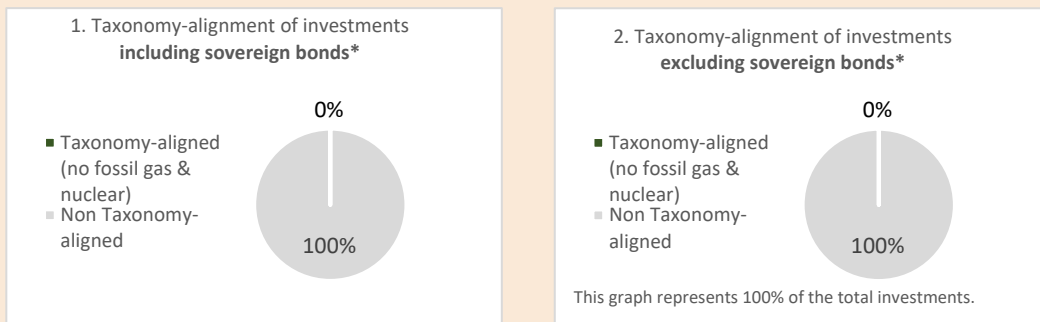 1. Taxonomy-alignment of investments
including sovereign bonds*
0%
Taxonomy-aligned
(no fossil gas &
nuclear)
Non Taxonomy-
aligned
100%
2. Taxonomy-alignment of investments
excluding sovereign bonds*
0%
Taxonomy-aligned
(no fossil gas &
nuclear)
Non Taxonomy-
aligned
100%
This graph represents 100% of the total investments.